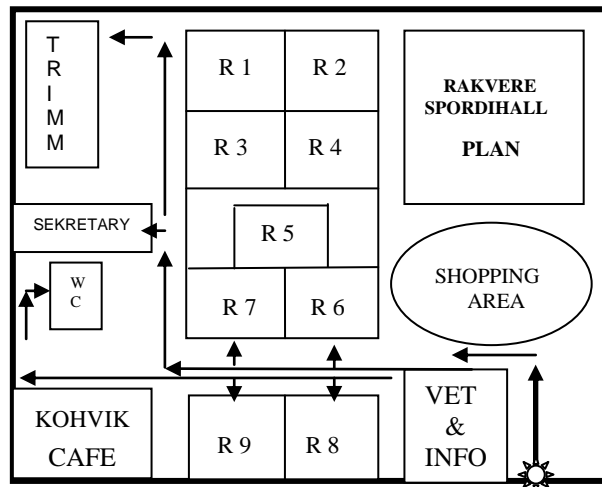 T
R
I
M
M
R 1
R 2
RAKVERE
SPORDIHALL
PLAN
R 3
R 4
SEKRETARY
R 5
W
C
SHOPPING
AREA
R 7
R 6
KOHVIK
CAFE
R 9
R 8
VET
&
INFO